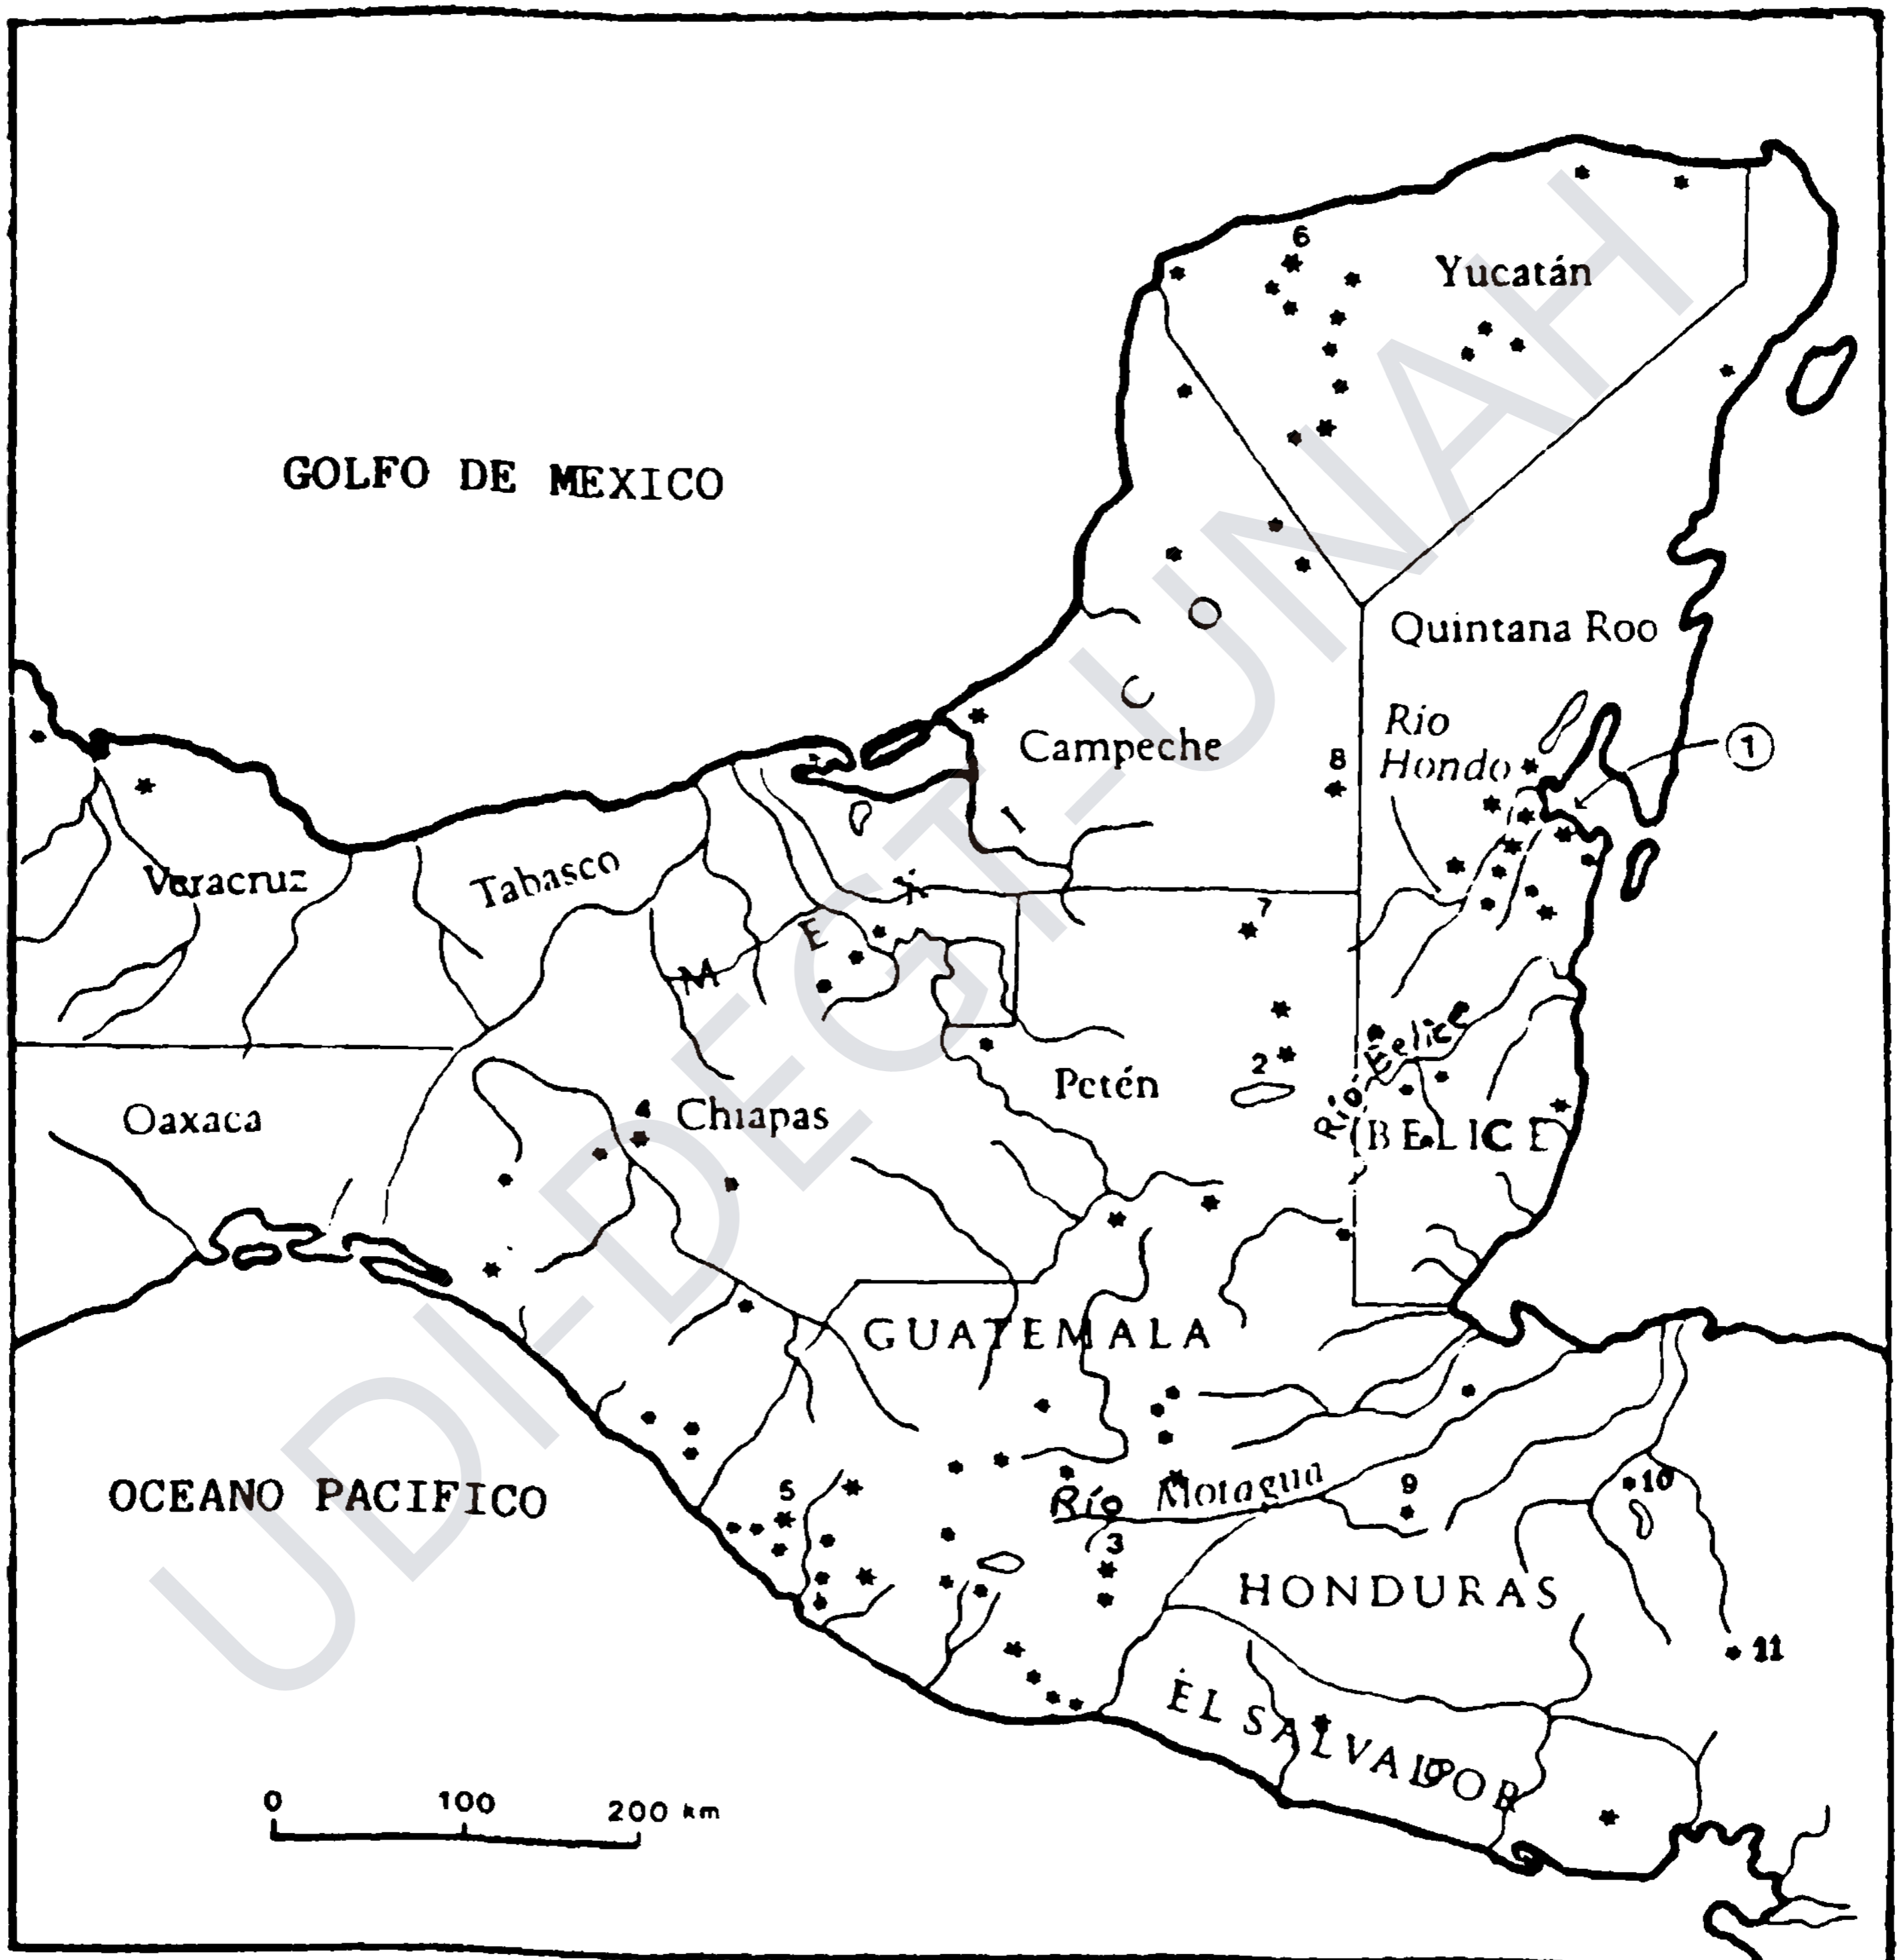 6
Yucatán
GOLFO DE MEXICO
Quintana Roo
Río
Hondo
1
8
Campeche
MEXICO
Veracruz
Tabasco
7
2
Río Belice
Petén
BELICE
Oaxaca
4
Chiapas
GUATEMALA
OCEANO PACIFICO
5
Río Motagua
9
10
3
HONDURAS
11
EL SALVADOR
0 100 200 km
UDI-DEGT-UNAH